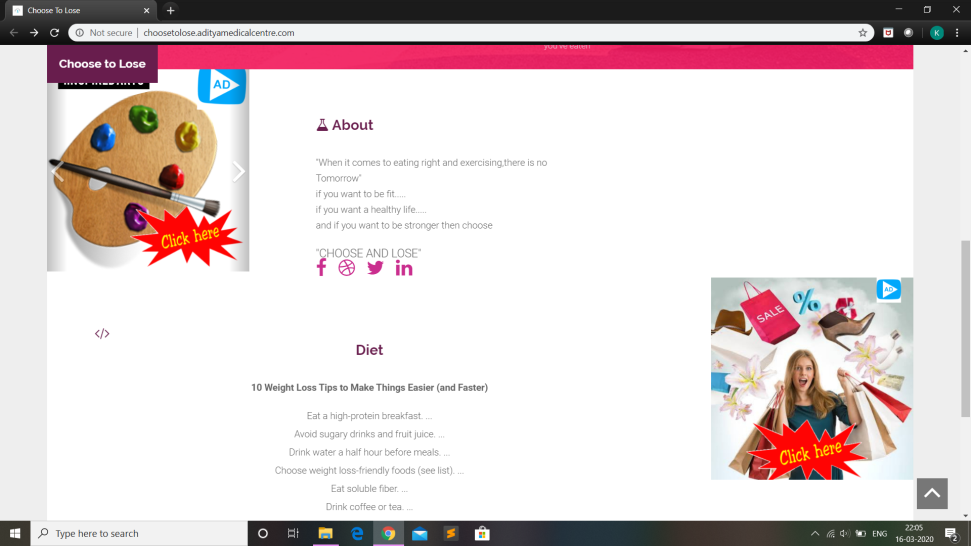 Choose To Lose
Not secure | choosetolose.adityamedicalcentre.com
K
you've eaten
Choose to Lose
AD
Click here
About
"When it comes to eating right and exercising,there is no
Tomorrow"
if you want to be fit.....
if you want a healthy life.....
and if you want to be stronger then choose
"CHOOSE AND LOSE"
</>
Diet
10 Weight Loss Tips to Make Things Easier (and Faster)
Eat a high-protein breakfast. ...
Avoid sugary drinks and fruit juice. ...
Drink water a half hour before meals. ...
Choose weight loss-friendly foods (see list). ...
Eat soluble fiber. ...
Drink coffee or tea. ...
AD
SALE
%
Click here
Type here to search
ENG
22:05
16-03-2020
2